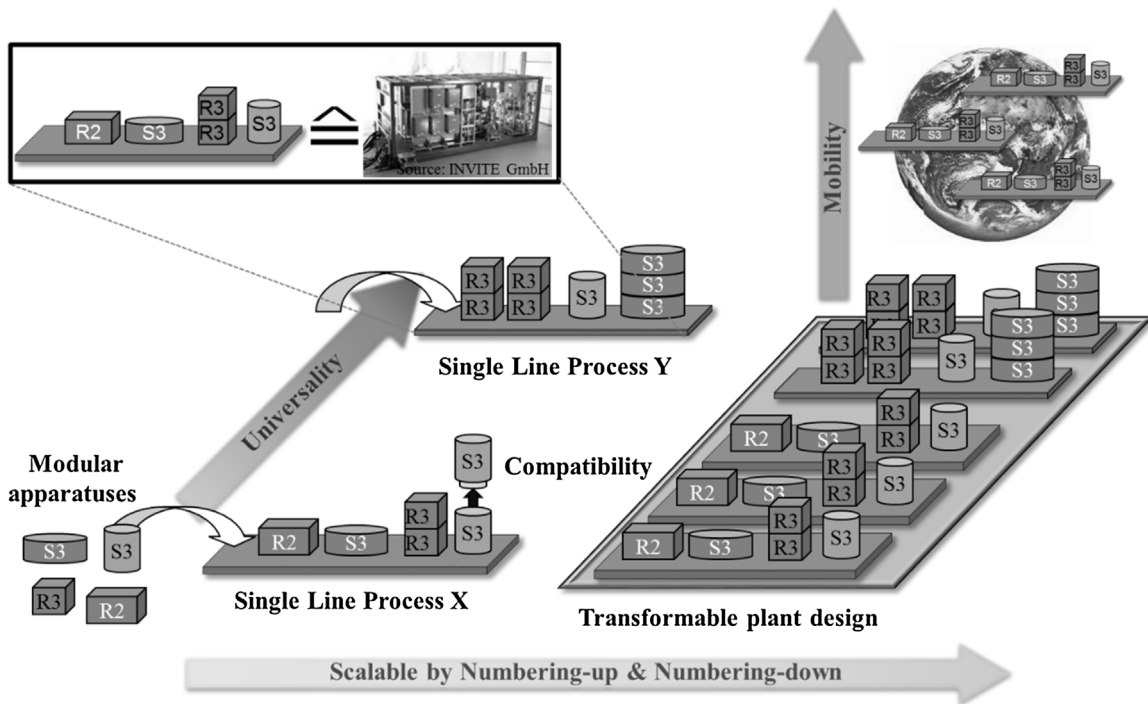 R2 S3 R3 S3
R3
Source: INVITE GmbH
Mobility
R2 S3 R3 S3
R3
R2 S3 R3 S3
R3
R2 S3 R3 S3
R3
R3 R3 S3 S3
R3 R3 S3
S3
Single Line Process Y
Universality
Modular
apparatuses
S3 S3
R3 R2
S3
Compatibility
R2 S3 R3 S3
R3
Single Line Process X
R3 R3 S3
S3
S3
R3 R3 S3 S3
R3 R3 S3
S3
R2 S3 R3 S3
R3
R2 S3 R3 S3
R3
R2 S3 R3 S3
R3
Transformable plant design
Scalable by Numbering-up & Numbering-down